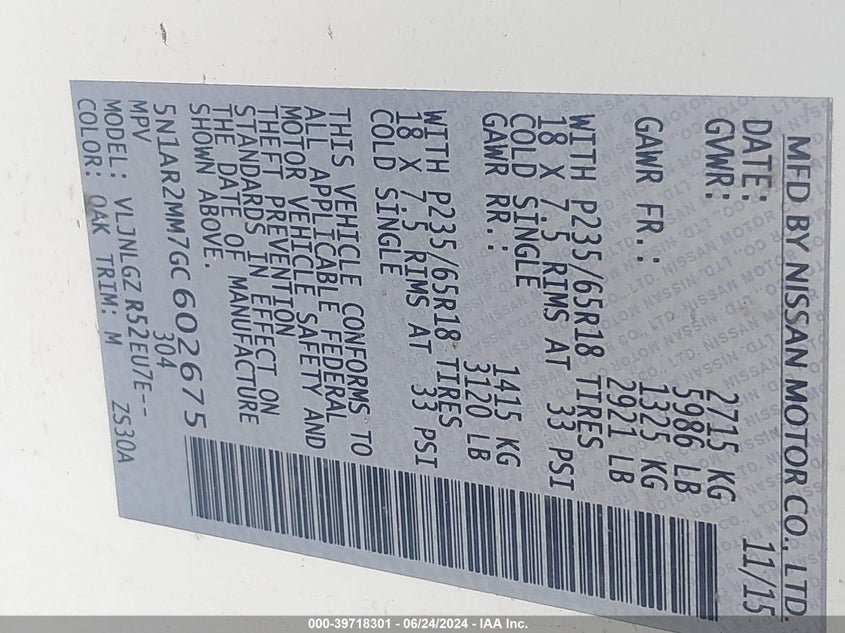 MFD BY NISSAN MOTOR CO., LTD.
DATE: 11/15
GVWR: 2715 KG
5986 LB
GAWR FR.: 1325 KG
2921 LB
WITH P235/65R18 TIRES
18 X 7.5 RIMS AT 33 PSI
COLD SINGLE
GAWR RR.: 1415 KG
3120 LB
WITH P235/65R18 TIRES
18 X 7.5 RIMS AT 33 PSI
COLD SINGLE
THIS VEHICLE CONFORMS TO
ALL APPLICABLE FEDERAL
MOTOR VEHICLE SAFETY AND
THEFT PREVENTION
STANDARDS IN EFFECT ON
THE DATE OF MANUFACTURE
SHOWN ABOVE.
5N1AR2MM7GC602675
MPV 304
MODEL: VLJNLGZ R52EU7E--
COLOR: QAK TRIM: M ZS30A
000-39718301 - 06/24/2024 - IAA Inc.